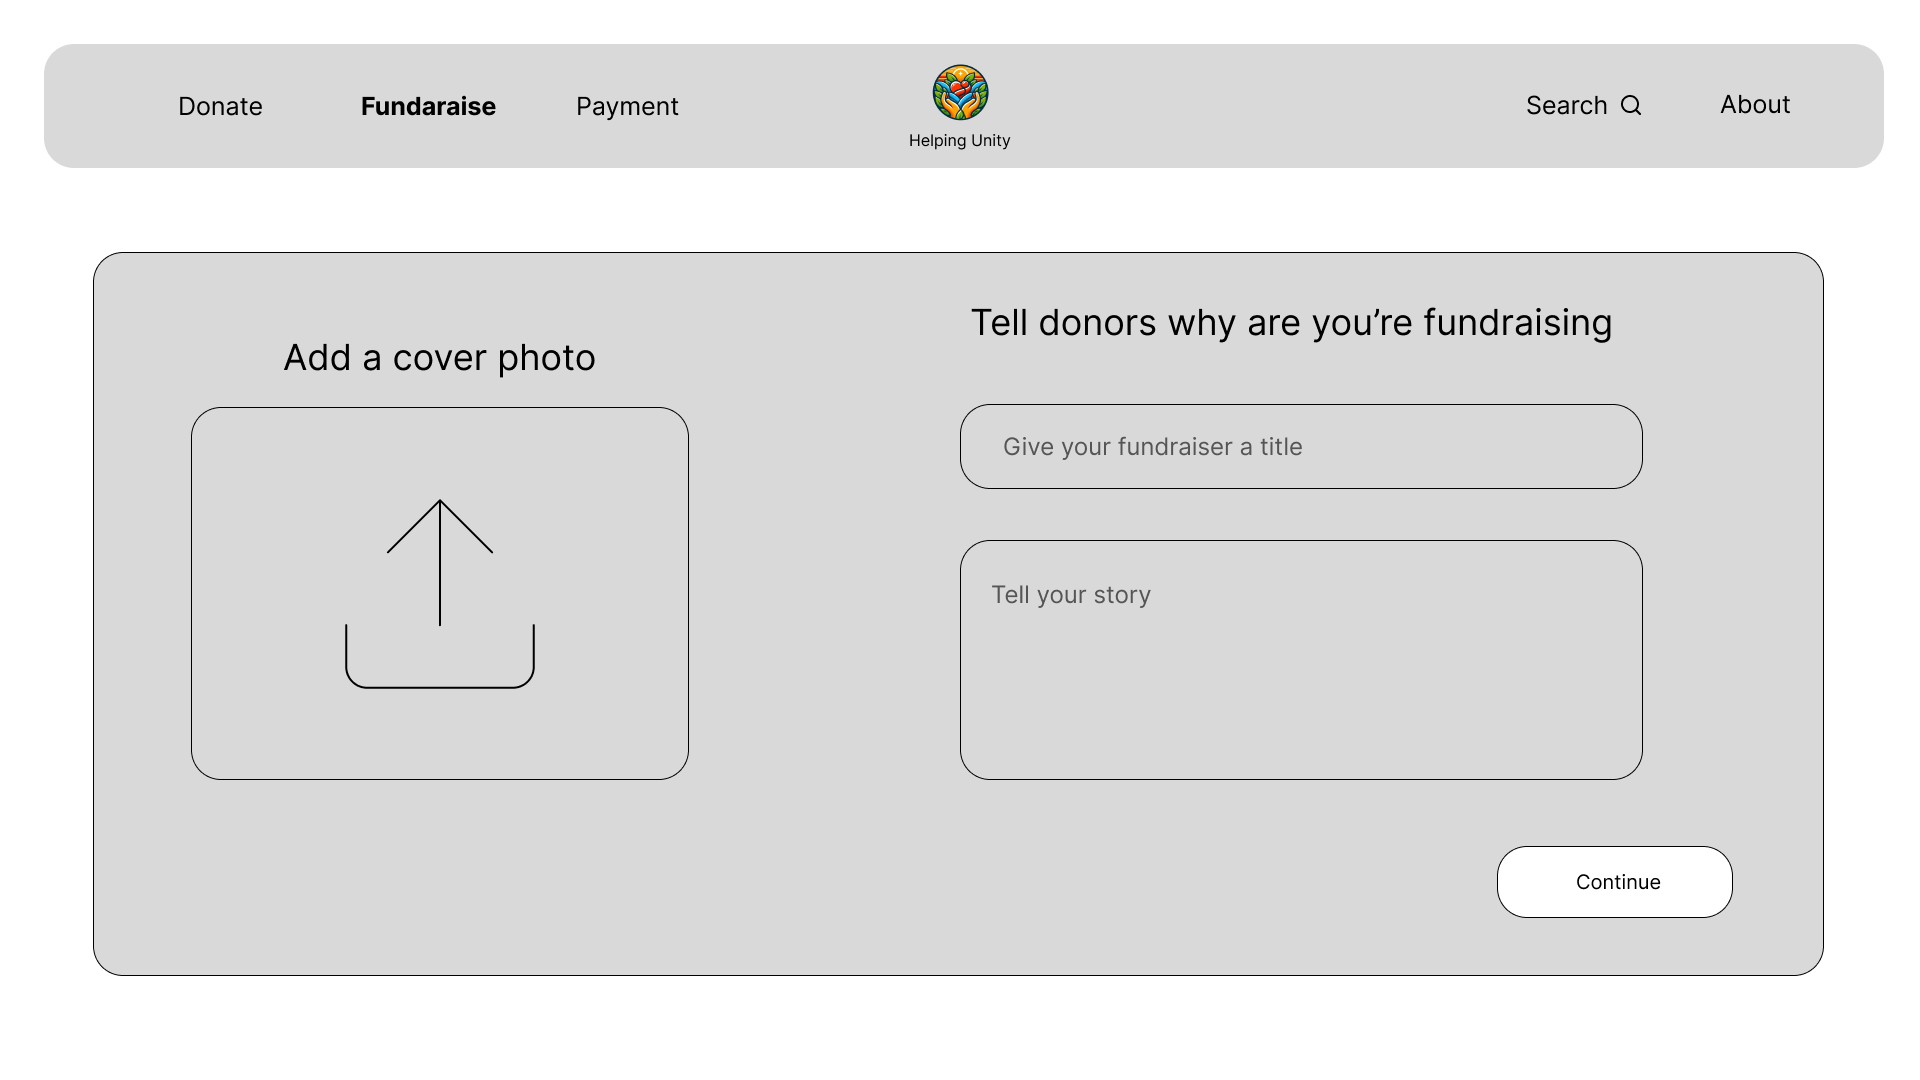 Donate
Fundaraise
Payment
Helping Unity
Search
About
Add a cover photo
Tell donors why are you’re fundraising
Give your fundraiser a title
Tell your story
Continue